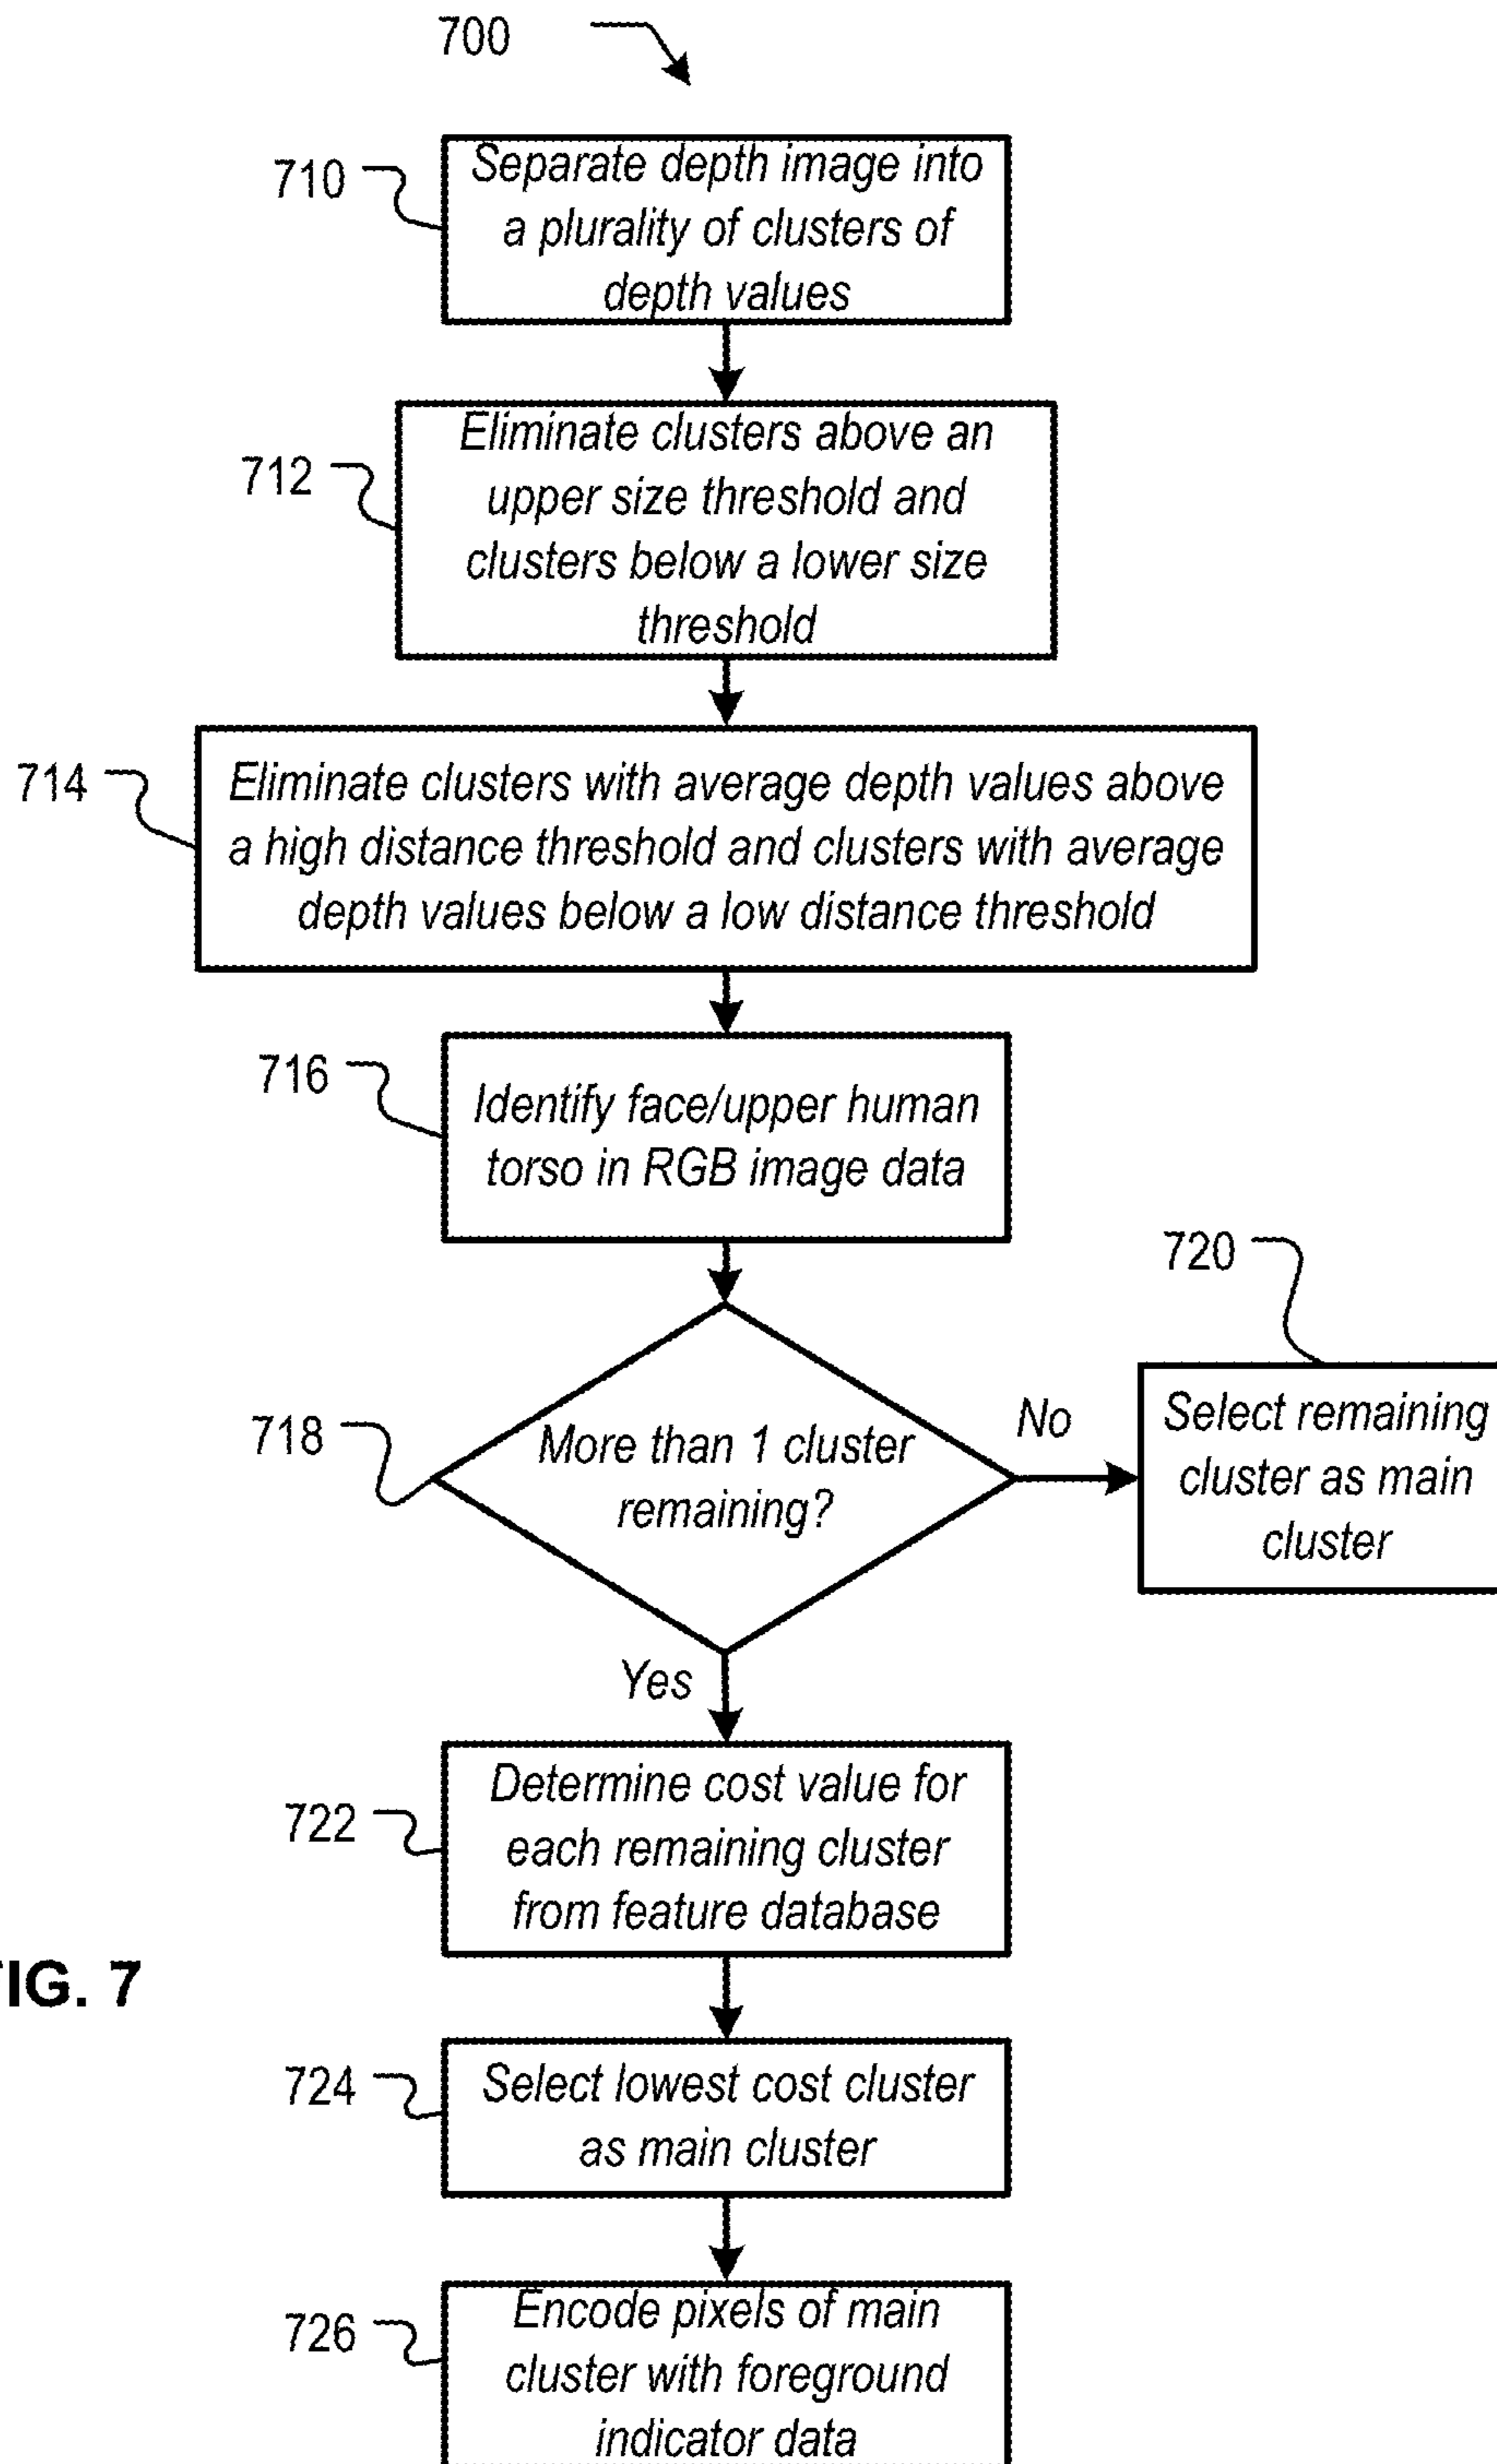 700
710
Separate depth image into
a plurality of clusters of
depth values
712
Eliminate clusters above an
upper size threshold and
clusters below a lower size
threshold
714
Eliminate clusters with average depth values above
a high distance threshold and clusters with average
depth values below a low distance threshold
716
Identify face/upper human
torso in RGB image data
720
718
More than 1 cluster
remaining?
No
Select remaining
cluster as main
cluster
Yes
722
Determine cost value for
each remaining cluster
from feature database
IG. 7
724
Select lowest cost cluster
as main cluster
726
Encode pixels of main
cluster with foreground
indicator data